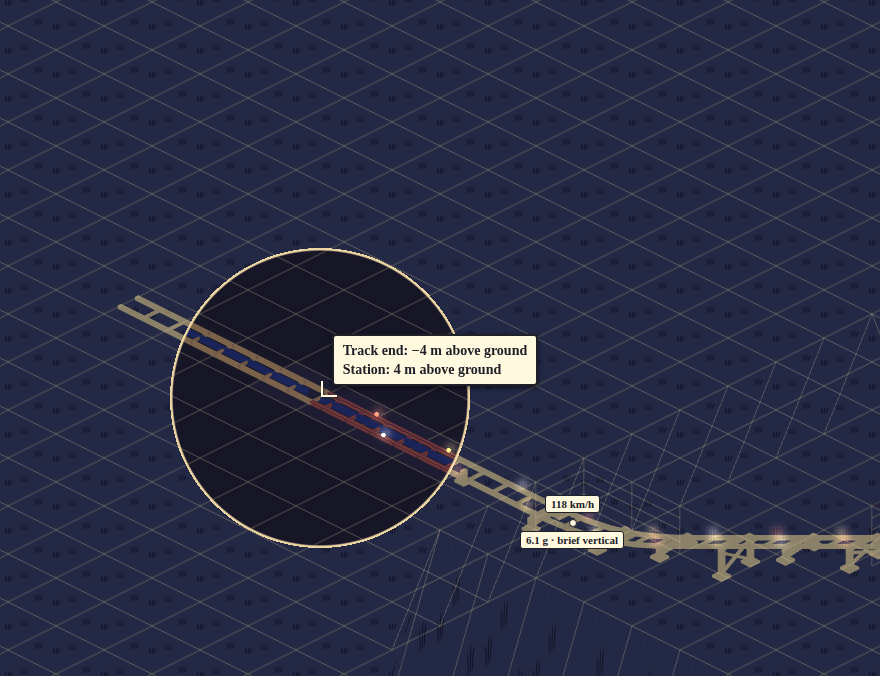 Track end: −4 m above ground
Station: 4 m above ground
118 km/h
6.1 g · brief vertical